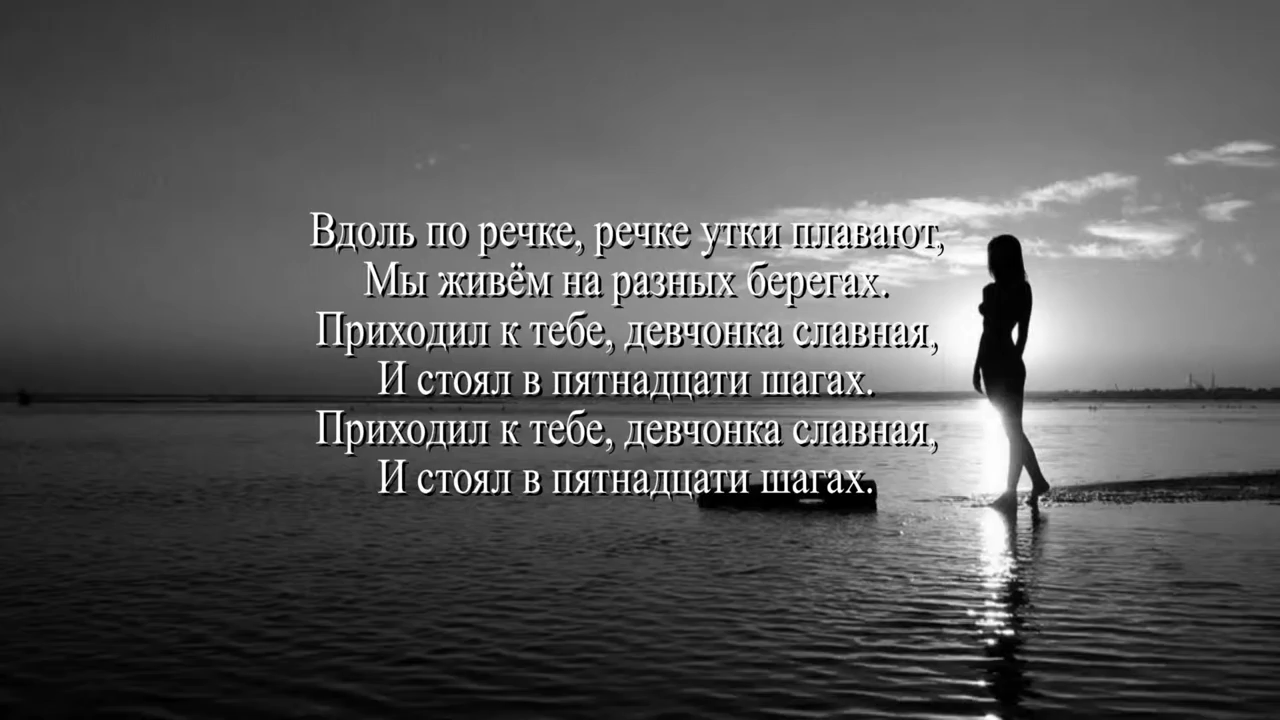 Вдоль по речке, речке утки плавают,
Мы живём на разных берегах.
Приходил к тебе, девчонка славная,
И стоял в пятнадцати шагах.
Приходил к тебе, девчонка славная,
И стоял в пятнадцати шагах.